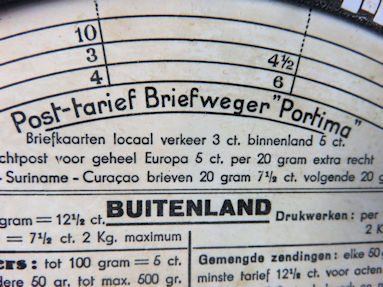 10
3 4½
4 6
Post-tarief Briefweger "Portima"
Briefkaarten locaal verkeer 3 ct. binnenland 5 ct.
chtpost voor geheel Europa 5 ct. per 20 gram extra recht
- Suriname - Curaçao brieven 20 gram 7½ ct. volgende 20 g
BUITENLAND
gram = 12½ ct.
= 7½ ct. 2 Kg. maximum
ers: tot 100 gram = 5 ct.
dere 50 gr. tot max. 500 gr.
Drukwerken: per
2 K
Gemengde zendingen: elke 50
minste tarief 12½ ct. voor acten